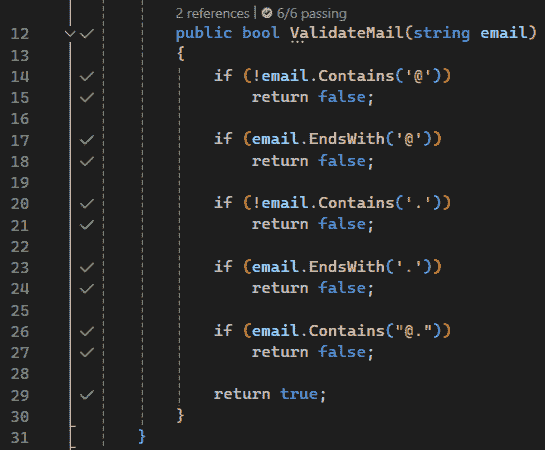 2 references | 6/6 passing
12 public bool ValidateMail(string email)
13 {
14 if (!email.Contains('@'))
15 return false;
16
17 if (email.EndsWith('@'))
18 return false;
19
20 if (!email.Contains('.'))
21 return false;
22
23 if (email.EndsWith('.'))
24 return false;
25
26 if (email.Contains("@."))
27 return false;
28
29 return true;
30 }
31 }